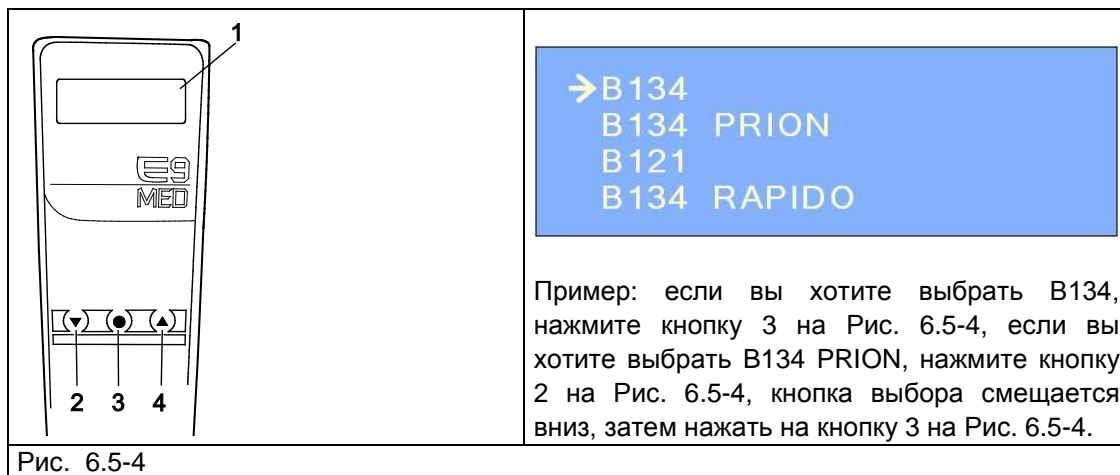 1
E9
MED
2 3 4
→B134
B134 PRION
B121
B134 RAPIDO
Пример: если вы хотите выбрать B134,
нажмите кнопку 3 на Рис. 6.5-4, если вы
хотите выбрать B134 PRION, нажмите кнопку
2 на Рис. 6.5-4, кнопка выбора смещается
вниз, затем нажать на кнопку 3 на Рис. 6.5-4.
Рис. 6.5-4